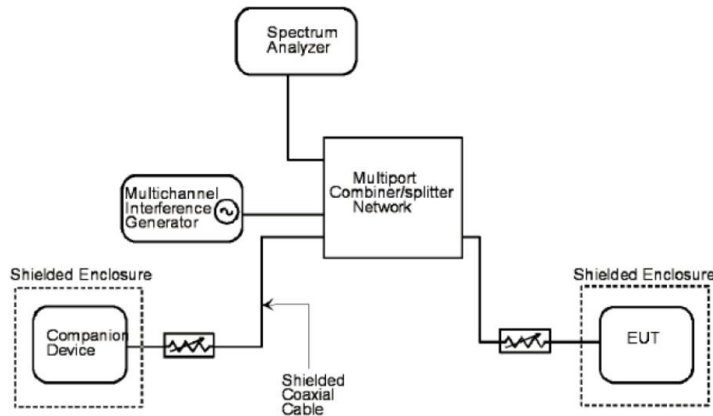 Spectrum
Analyzer
Multiport
Combiner/splitter
Network
Multichannel
Interference
Generator
Shielded Enclosure
Companion
Device
Shielded
Coaxial
Cable
Shielded Enclosure
EUT